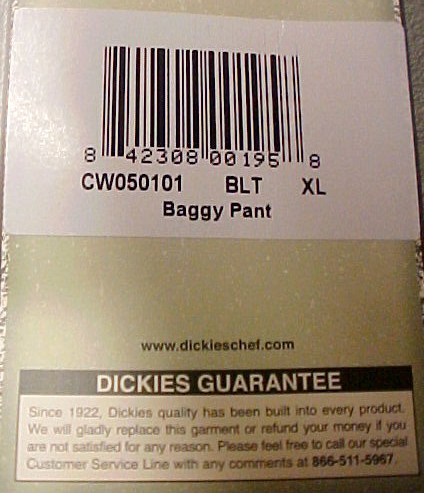 8 42308 00195 8
CW050101 BLT XL
Baggy Pant
www.dickieschef.com
DICKIES GUARANTEE
Since 1922, Dickies quality has been built into every product.
We will gladly replace this garment or refund your money if you
are not satisfied for any reason. Please feel free to call our special
Customer Service Line with any comments at 866-511-5967.